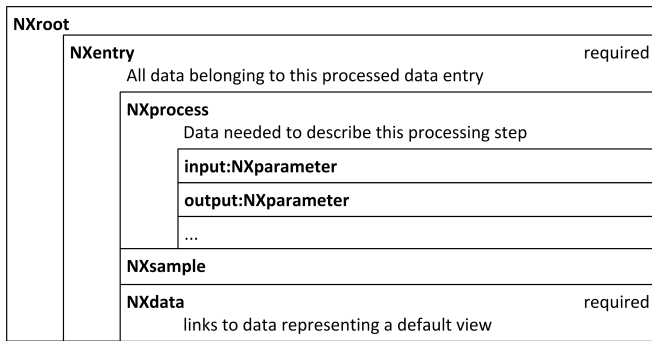 NXroot
NXentry required
All data belonging to this processed data entry
NXprocess
Data needed to describe this processing step
input:NXparameter
output:NXparameter
...
NXsample
NXdata required
links to data representing a default view